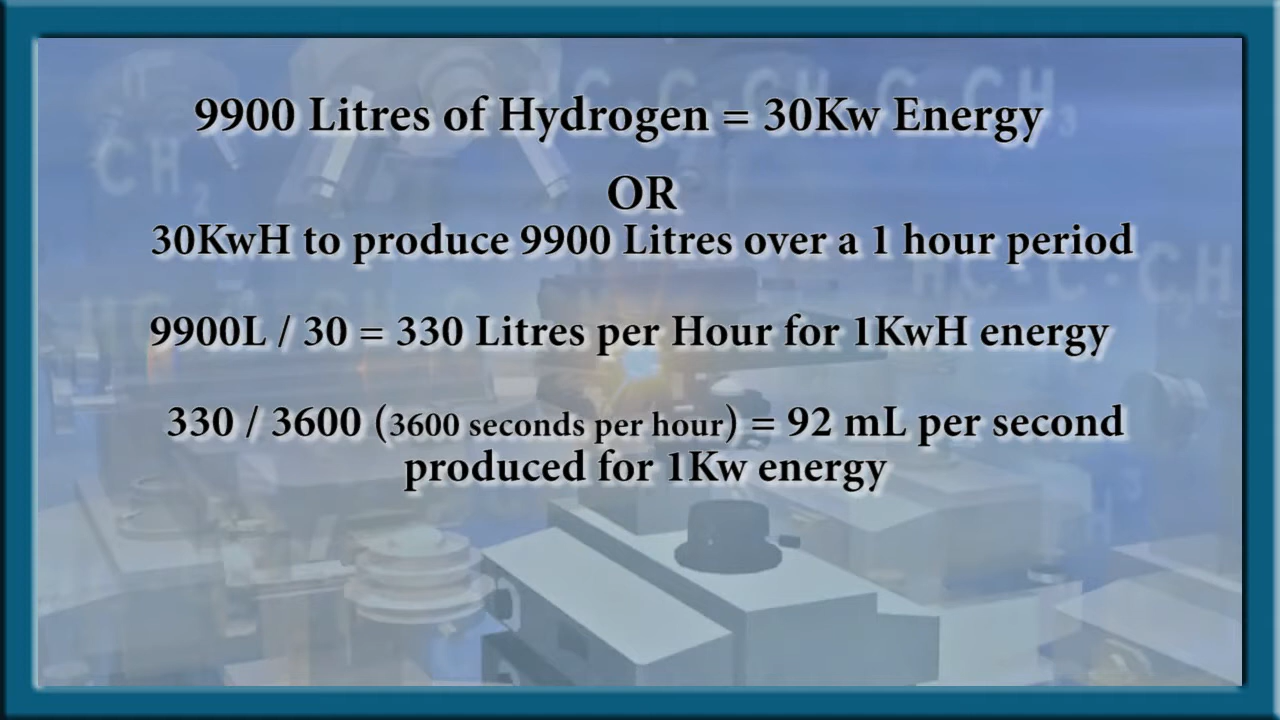 9900 Litres of Hydrogen = 30Kw Energy
OR
30KwH to produce 9900 Litres over a 1 hour period
9900L / 30 = 330 Litres per Hour for 1KwH energy
330 / 3600 (3600 seconds per hour) = 92 mL per second
produced for 1Kw energy